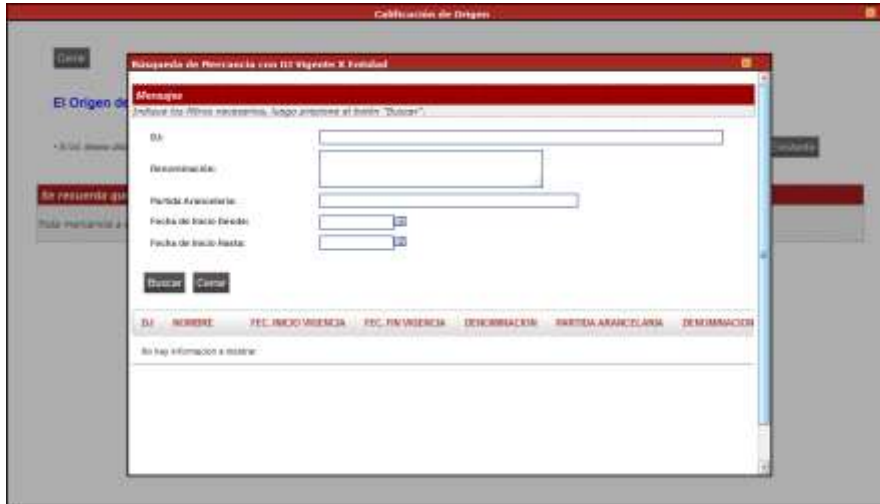 Calificación de Origen
Cerrar
Búsqueda de Mercancía con DJ Vigente X Entidad
El Origen de
Mensajes
Indique los filtros necesarios, luego presione el botón "Buscar".
DJ:
Denominación:
Partida Arancelaria:
Se recuerda que
Fecha de Inicio Desde:
Fecha de Inicio Hasta:
Buscar Cerrar
DJ NOMBRE FEC. INICIO VIGENCIA FEC. FIN VIGENCIA DENOMINACION PARTIDA ARANCELARIA DENOMINACION
No hay informacion a mostrar